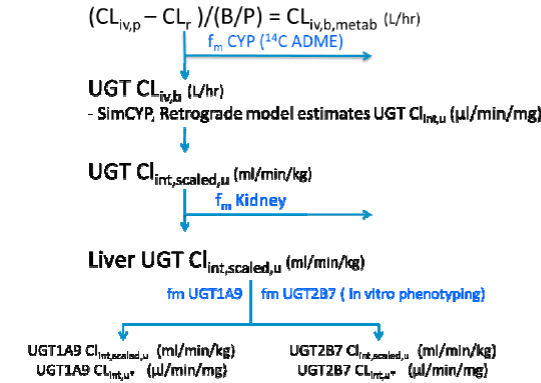 (CLiv,p – CLr )/(B/P) = CLiv,b,metab (L/hr)
fm CYP (14C ADME)
UGT CLiv,b (L/hr)
- SimCYP, Retrograde model estimates UGT Clint,u (µl/min/mg)
UGT Clint,scaled,u (ml/min/kg)
fm Kidney
Liver UGT Clint,scaled,u (ml/min/kg)
fm UGT1A9 fm UGT2B7 ( in vitro phenotyping)
UGT1A9 Clint,scaled,u (ml/min/kg) UGT2B7 Clint,scaled,u (ml/min/kg)
UGT1A9 CLint,u* (µl/min/mg) UGT2B7 CLint,u* (µl/min/mg)